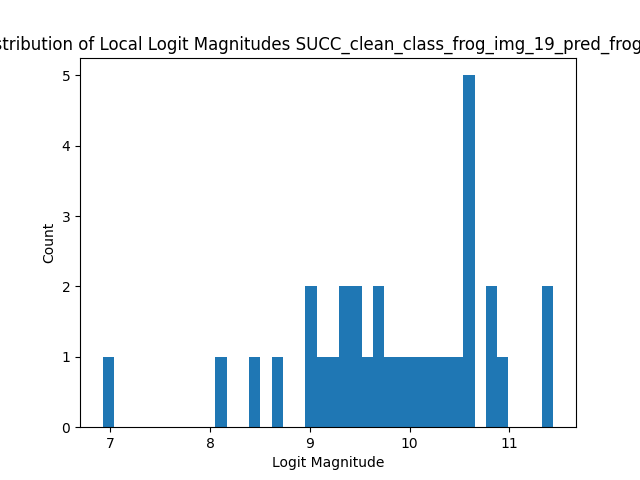 stribution of Local Logit Magnitudes SUCC_clean_class_frog_img_19_pred_frog
5
4
3
2
1
0
Count
7 8 9 10 11
Logit Magnitude